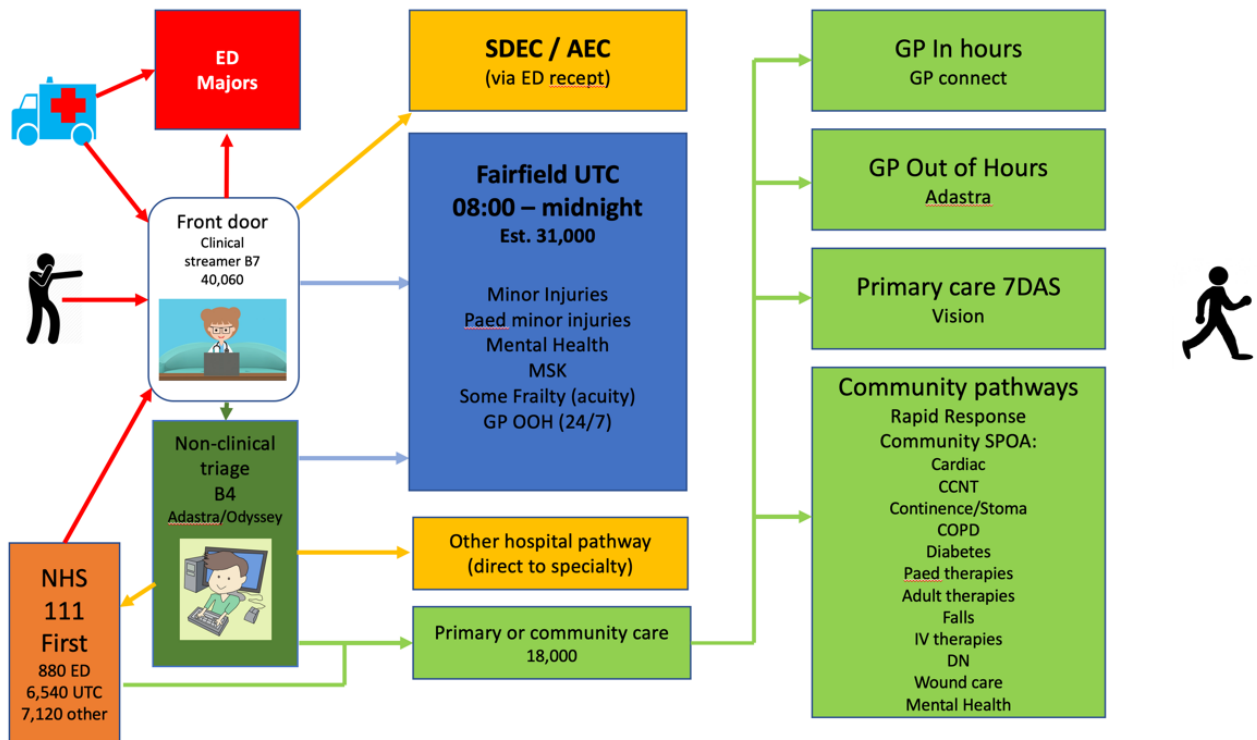 ED
Majors
SDEC / AEC
(via ED recept)
GP In hours
GP connect
Fairfield UTC
08:00 – midnight
Est. 31,000
Minor Injuries
Paed minor injuries
Mental Health
MSK
Some Frailty (acuity)
GP OOH (24/7)
GP Out of Hours
Adastra
Front door
Clinical
streamer B7
40,060
Primary care 7DAS
Vision
Community pathways
Rapid Response
Community SPOA:
Cardiac
CCNT
Continence/Stoma
COPD
Diabetes
Paed therapies
Adult therapies
Falls
IV therapies
DN
Wound care
Mental Health
Non-clinical
triage
B4
Adastra/Odyssey
Other hospital pathway
(direct to specialty)
NHS
111
First
880 ED
6,540 UTC
7,120 other
Primary or community care
18,000